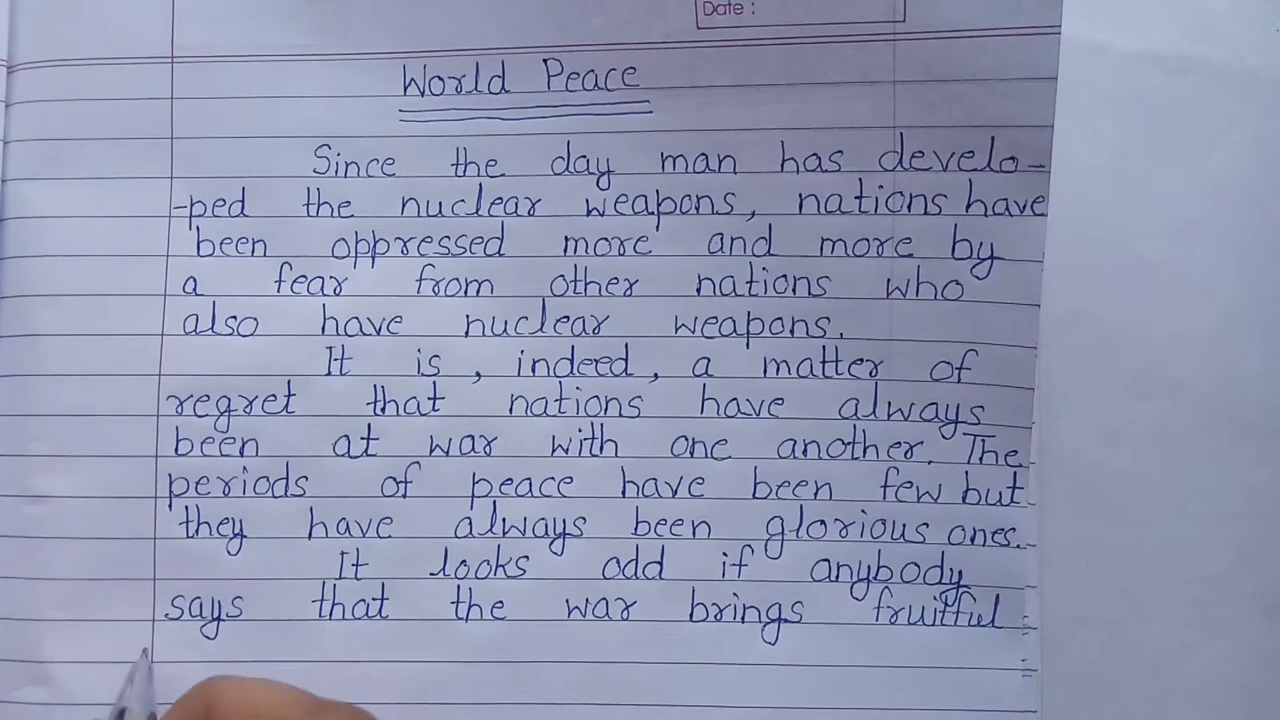 Date :
World Peace
Since the day man has develo-
-ped the nuclear weapons, nations have
been oppressed more and more by
a fear from other nations who
also have nuclear weapons.
It is, indeed, a matter of
regret that nations have always
been at war with one another. The
periods of peace have been few but
they have always been glorious ones.
It looks odd if anybody
says that the war brings fruitful